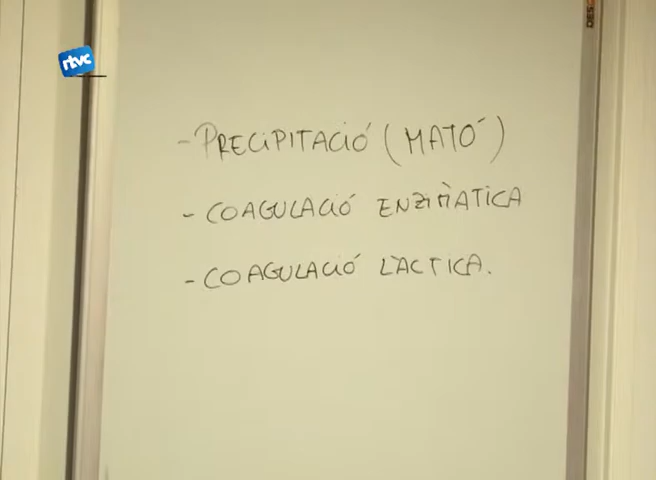 rtvc
- PRECIPITACIÓ (MATÓ)
- COAGULACIÓ ENZIMÀTICA
- COAGULACIÓ LÀCTICA.